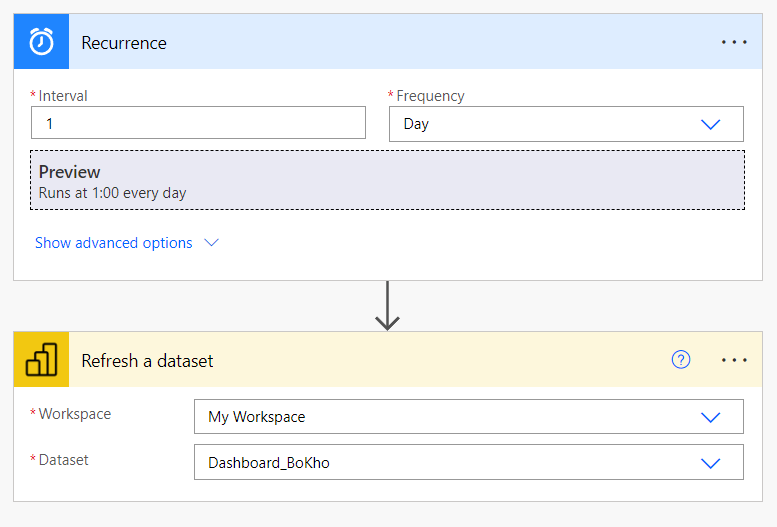 Recurrence
* Interval
* Frequency
1
Day
Preview
Runs at 1:00 every day
Show advanced options
Refresh a dataset
* Workspace
My Workspace
* Dataset
Dashboard_BoKho